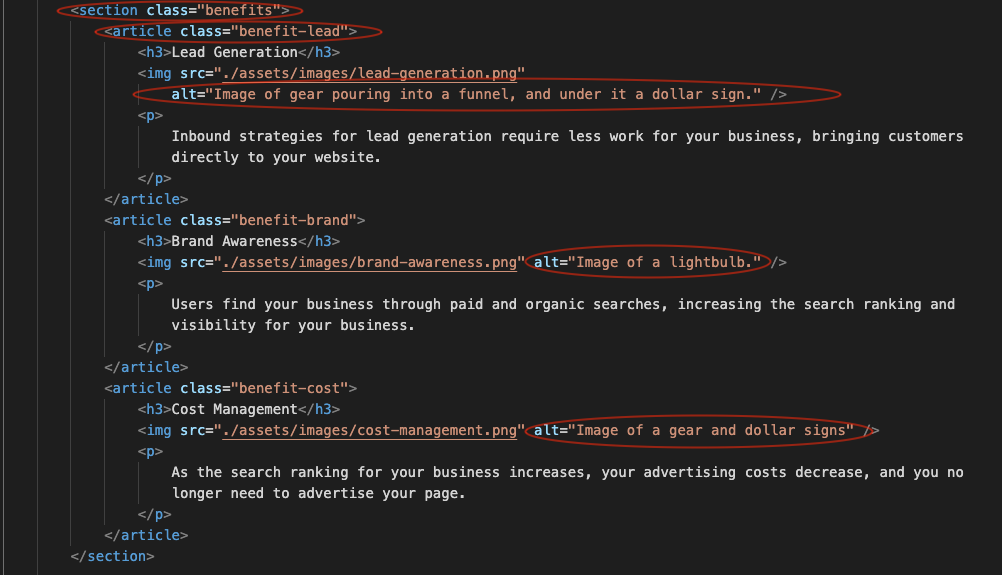 <section class="benefits">
<article class="benefit-lead">
<h3>Lead Generation</h3>
<img src="./assets/images/lead-generation.png"
alt="Image of gear pouring into a funnel, and under it a dollar sign." />
<p>
Inbound strategies for lead generation require less work for your business, bringing customers
directly to your website.
</p>
</article>
<article class="benefit-brand">
<h3>Brand Awareness</h3>
<img src="./assets/images/brand-awareness.png" alt="Image of a lightbulb." />
<p>
Users find your business through paid and organic searches, increasing the search ranking and
visibility for your business.
</p>
</article>
<article class="benefit-cost">
<h3>Cost Management</h3>
<img src="./assets/images/cost-management.png" alt="Image of a gear and dollar signs" />
<p>
As the search ranking for your business increases, your advertising costs decrease, and you no
longer need to advertise your page.
</p>
</article>
</section>